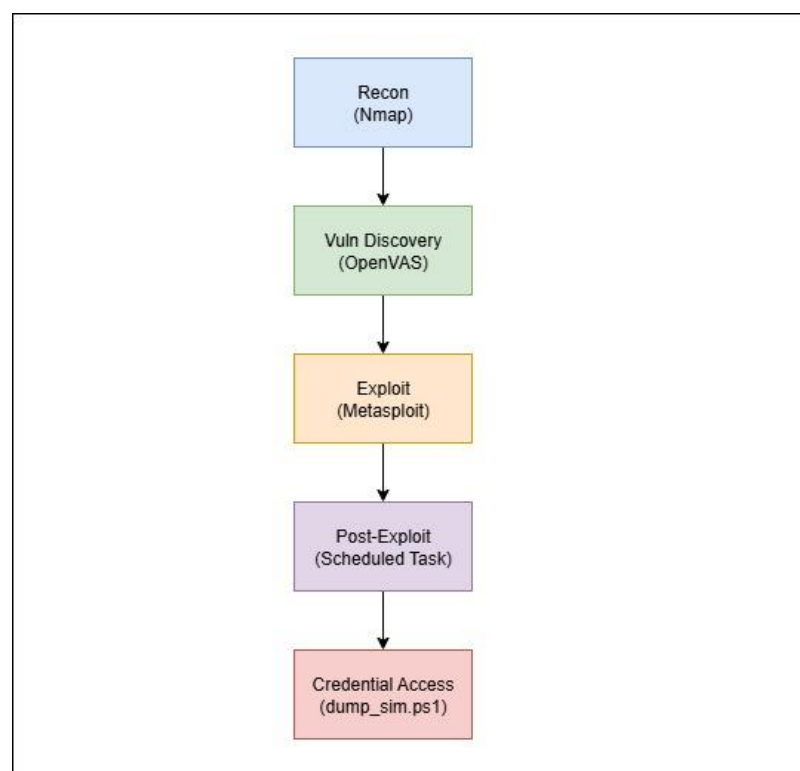 Recon
(Nmap)
Vuln Discovery
(OpenVAS)
Exploit
(Metasploit)
Post-Exploit
(Scheduled Task)
Credential Access
(dump_sim.ps1)